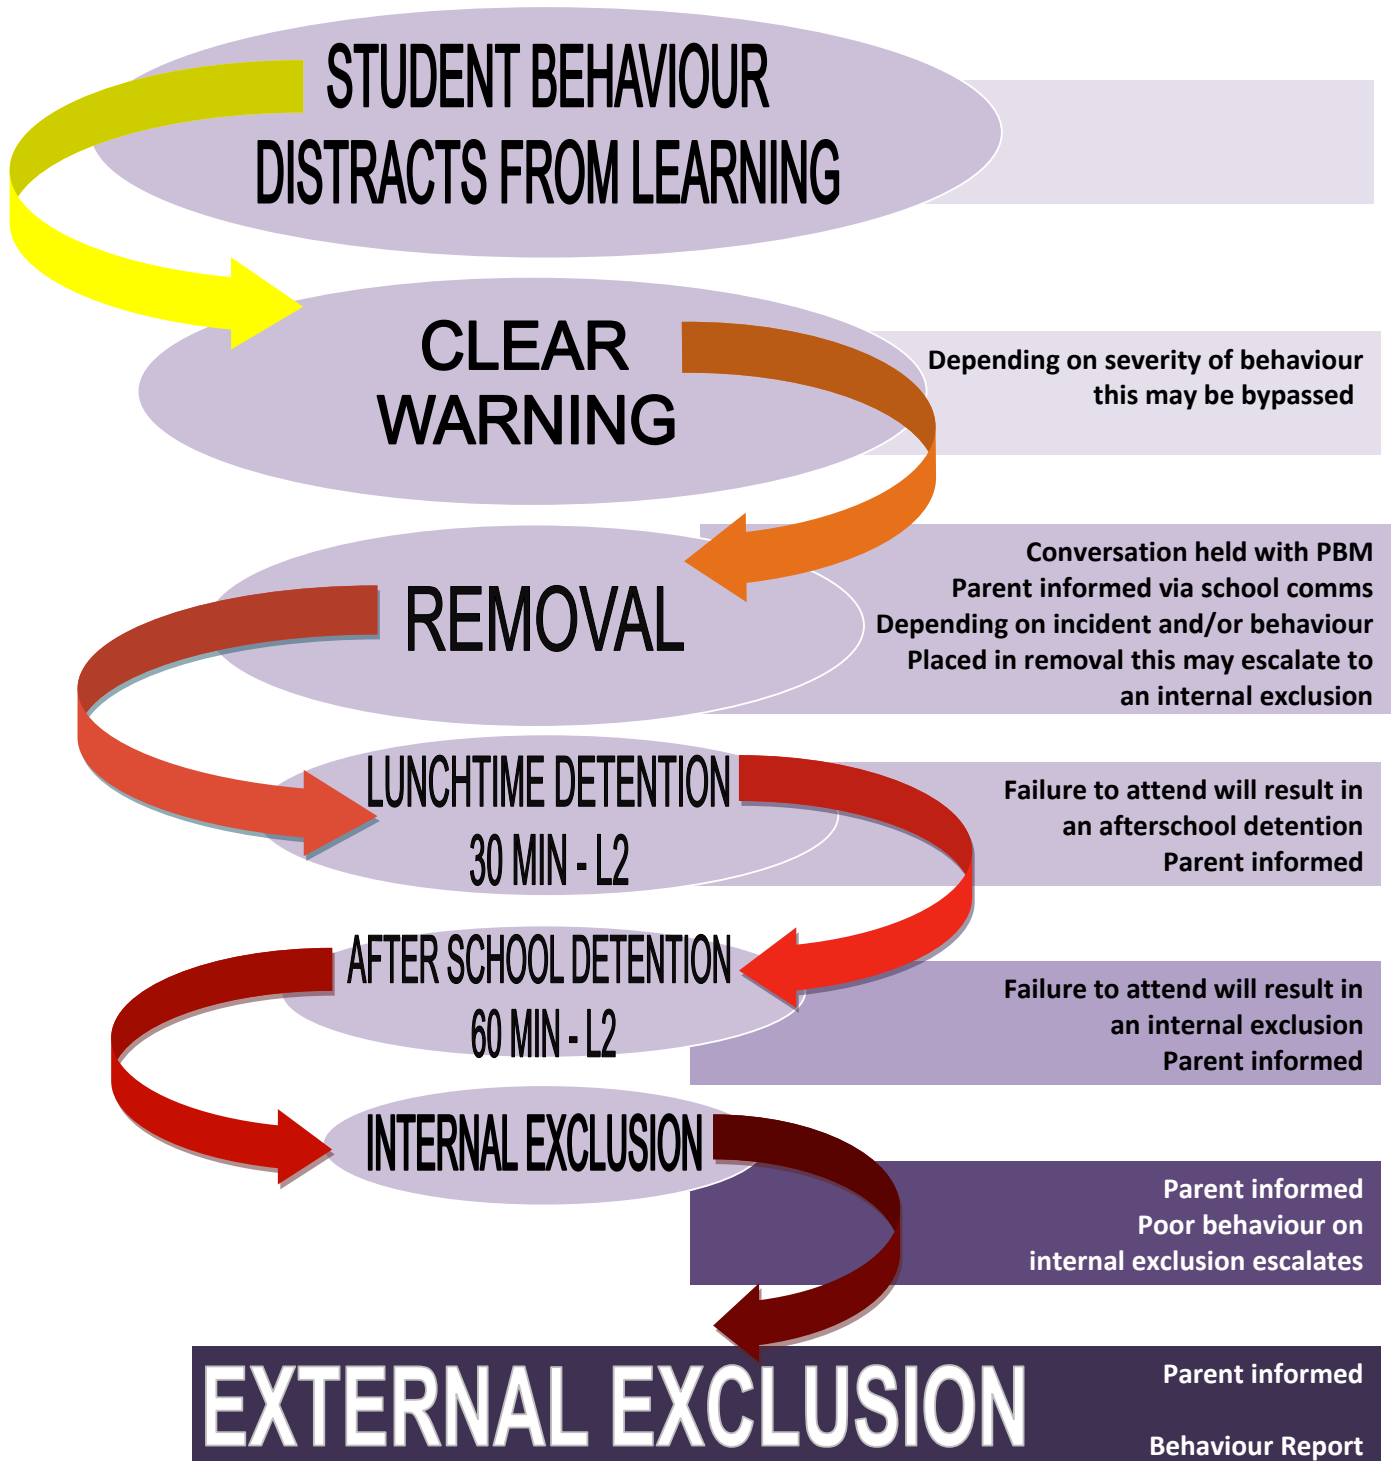 STUDENT BEHAVIOUR
DISTRACTS FROM LEARNING
CLEAR
WARNING
Depending on severity of behaviour
this may be bypassed
REMOVAL
Conversation held with PBM
Parent informed via school comms
Depending on incident and/or behaviour
Placed in removal this may escalate to
an internal exclusion
LUNCHTIME DETENTION
30 MIN - L2
Failure to attend will result in
an afterschool detention
Parent informed
AFTER SCHOOL DETENTION
60 MIN - L2
Failure to attend will result in
an internal exclusion
Parent informed
INTERNAL EXCLUSION
Parent informed
Poor behaviour on
internal exclusion escalates
EXTERNAL EXCLUSION
Parent informed
Behaviour Report